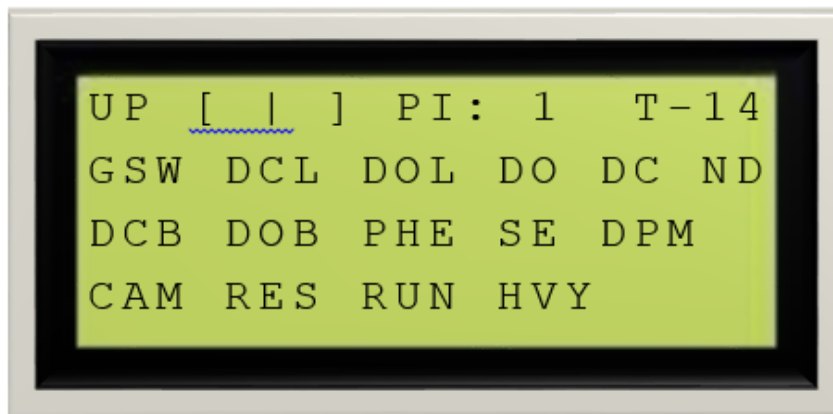 UP [ | ] PI: 1 T-14
GSW DCL DOL DO DC ND
DCB DOB PHE SE DPM
CAM RES RUN HVY